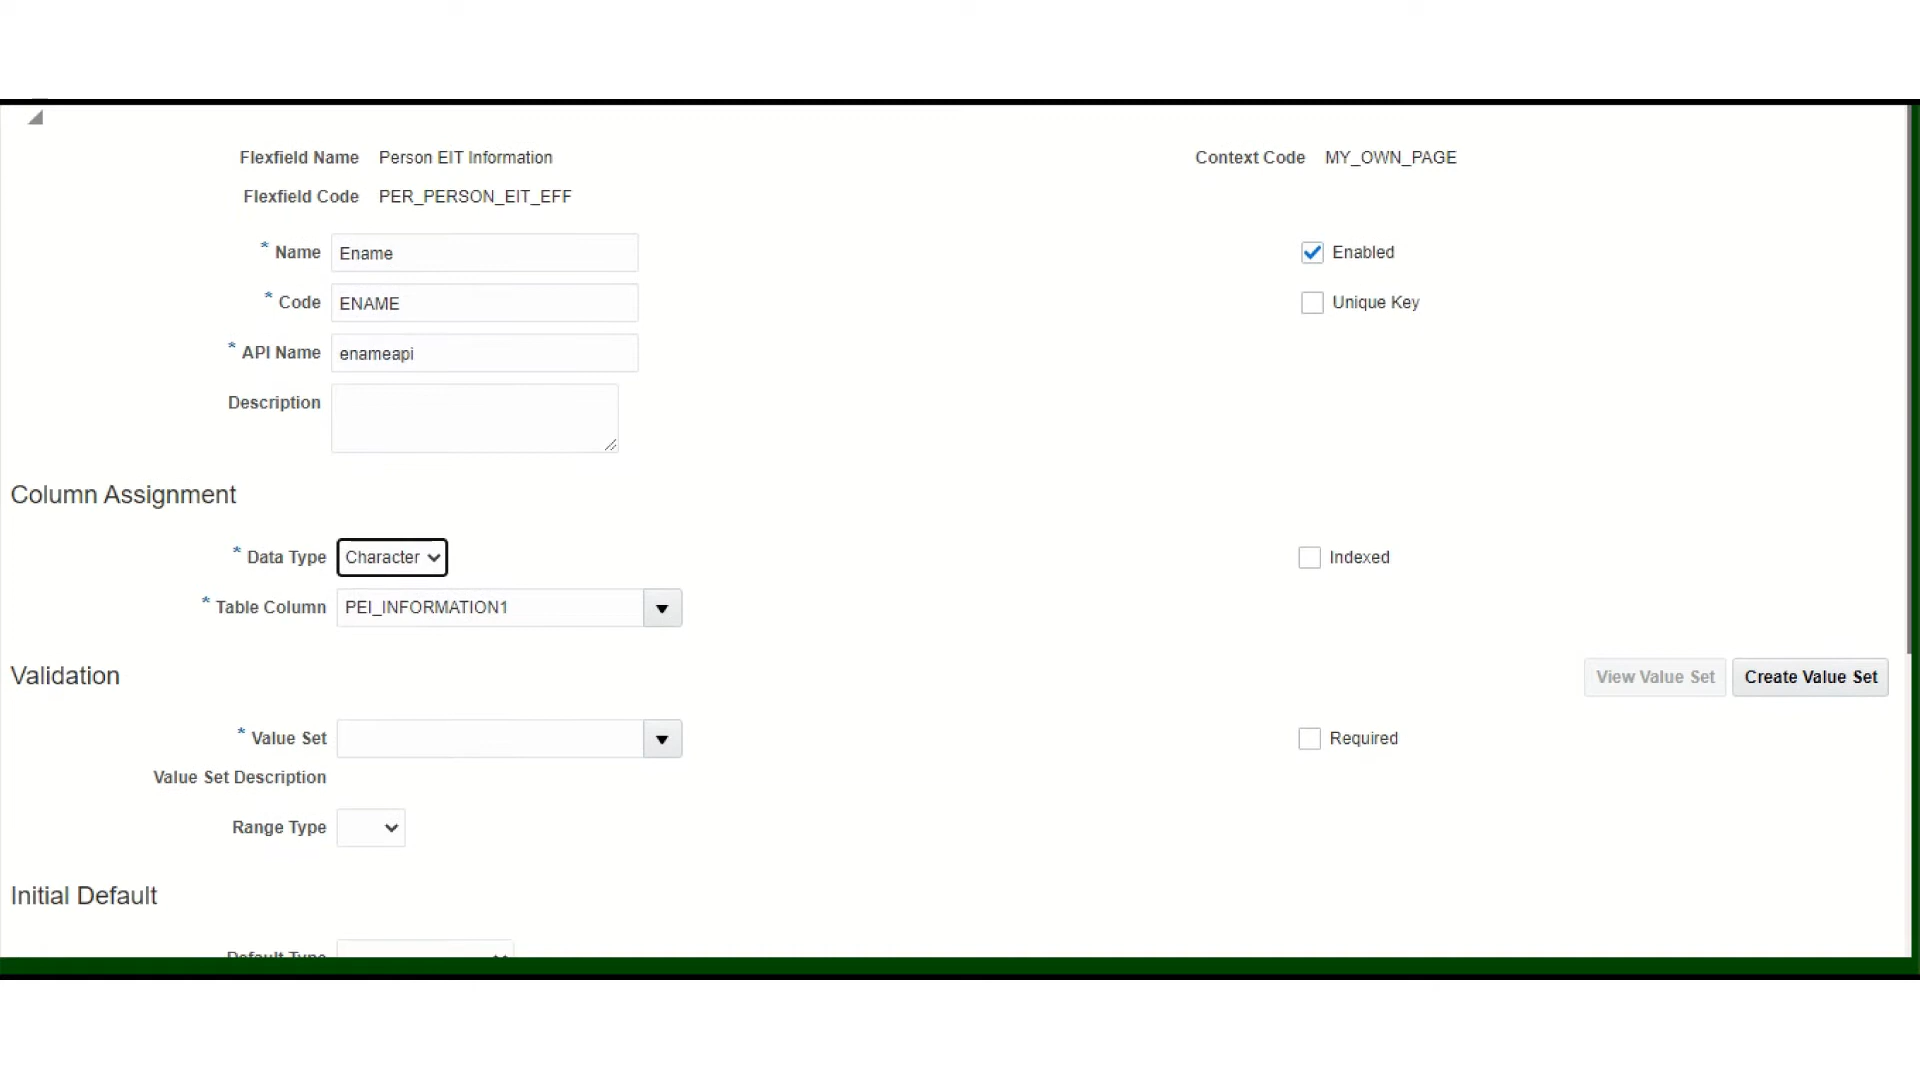 Flexfield Name Person EIT Information Context Code MY_OWN_PAGE
Flexfield Code PER_PERSON_EIT_EFF
* Name Ename Enabled
* Code ENAME Unique Key
* API Name enameapi
Description
Column Assignment
* Data Type Character Indexed
* Table Column PEI_INFORMATION1
Validation View Value Set Create Value Set
* Value Set Required
Value Set Description
Range Type
Initial Default
Default Type